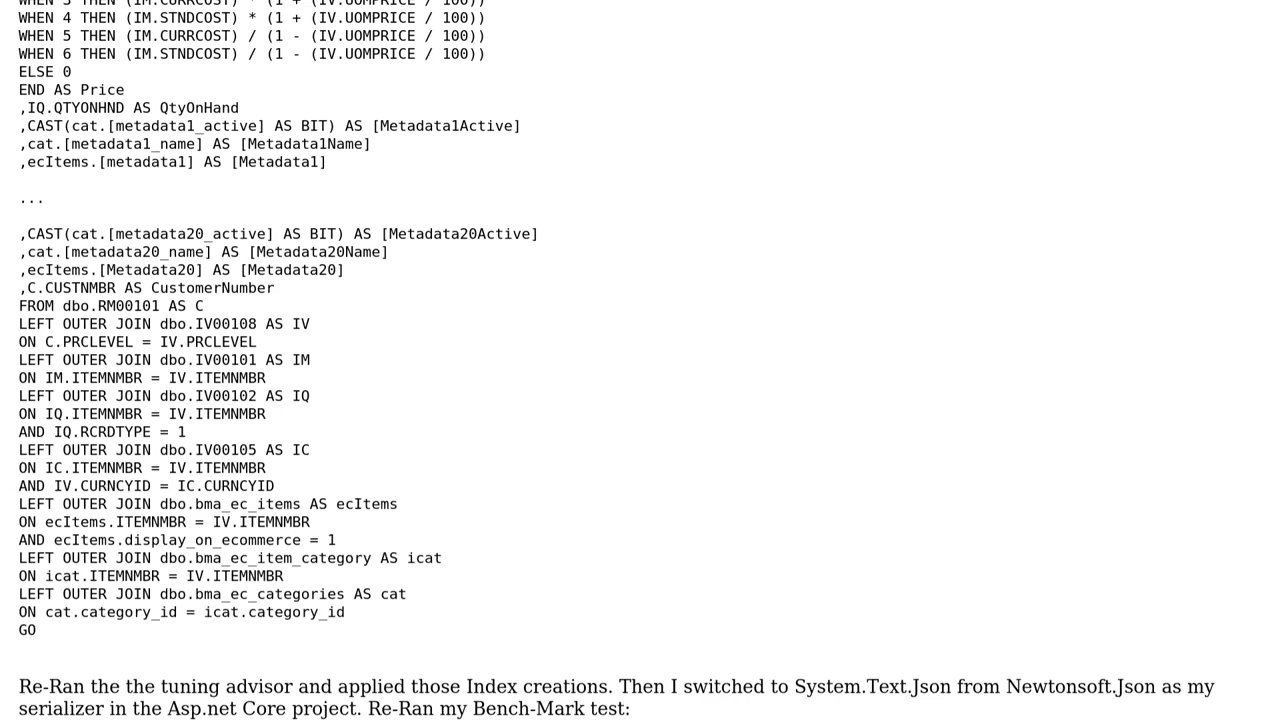 WHEN 3 THEN (IM.CURRCOST) * (1 + (IV.UOMPRICE / 100))
WHEN 4 THEN (IM.STNDCOST) * (1 + (IV.UOMPRICE / 100))
WHEN 5 THEN (IM.CURRCOST) / (1 - (IV.UOMPRICE / 100))
WHEN 6 THEN (IM.STNDCOST) / (1 - (IV.UOMPRICE / 100))
ELSE 0
END AS Price
,IQ.QTYONHND AS QtyOnHand
,CAST(cat.[metadata1_active] AS BIT) AS [Metadata1Active]
,cat.[metadata1_name] AS [Metadata1Name]
,ecItems.[metadata1] AS [Metadata1]
...
,CAST(cat.[metadata20_active] AS BIT) AS [Metadata20Active]
,cat.[metadata20_name] AS [Metadata20Name]
,ecItems.[Metadata20] AS [Metadata20]
,C.CUSTNMBR AS CustomerNumber
FROM dbo.RM00101 AS C
LEFT OUTER JOIN dbo.IV00108 AS IV
ON C.PRCLEVEL = IV.PRCLEVEL
LEFT OUTER JOIN dbo.IV00101 AS IM
ON IM.ITEMNMBR = IV.ITEMNMBR
LEFT OUTER JOIN dbo.IV00102 AS IQ
ON IQ.ITEMNMBR = IV.ITEMNMBR
AND IQ.RCRDTYPE = 1
LEFT OUTER JOIN dbo.IV00105 AS IC
ON IC.ITEMNMBR = IV.ITEMNMBR
AND IV.CURNCYID = IC.CURNCYID
LEFT OUTER JOIN dbo.bma_ec_items AS ecItems
ON ecItems.ITEMNMBR = IV.ITEMNMBR
AND ecItems.display_on_ecommerce = 1
LEFT OUTER JOIN dbo.bma_ec_item_category AS icat
ON icat.ITEMNMBR = IV.ITEMNMBR
LEFT OUTER JOIN dbo.bma_ec_categories AS cat
ON cat.category_id = icat.category_id
GO
Re-Ran the the tuning advisor and applied those Index creations. Then I switched to System.Text.Json from Newtonsoft.Json as my
serializer in the Asp.net Core project. Re-Ran my Bench-Mark test: